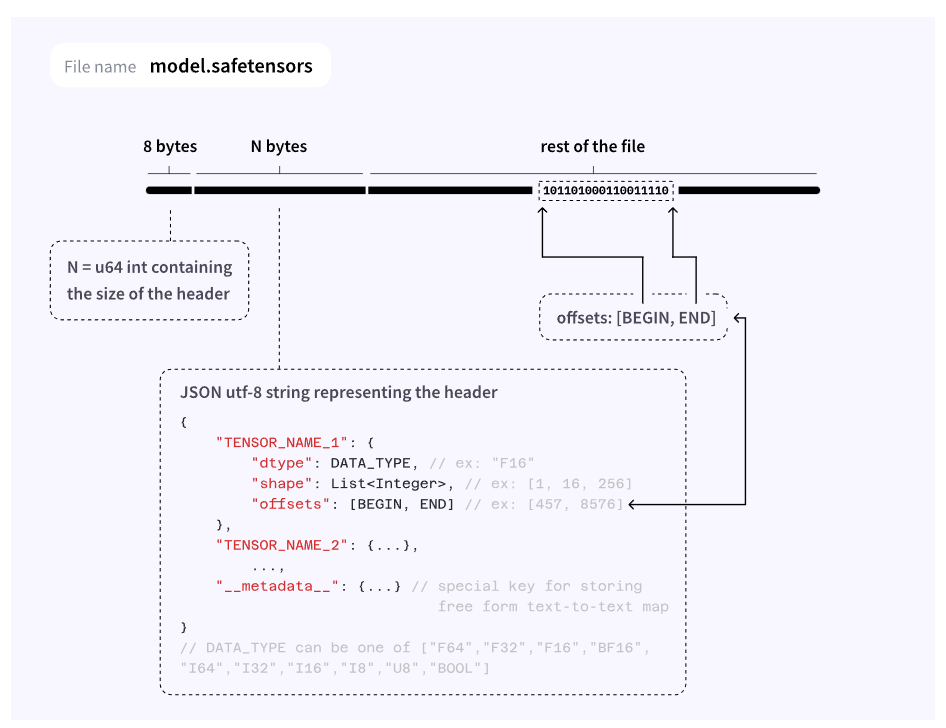 File name model.safetensors
8 bytes N bytes rest of the file
101101000110011110
N = u64 int containing
the size of the header
offsets: [BEGIN, END]
JSON utf-8 string representing the header
{
"TENSOR_NAME_1": {
"dtype": DATA_TYPE, // ex: "F16"
"shape": List<Integer>, // ex: [1, 16, 256]
"offsets": [BEGIN, END] // ex: [457, 8576]
},
"TENSOR_NAME_2": {...},
...,
"__metadata__": {...} // special key for storing
free form text-to-text map
}
// DATA_TYPE can be one of ["F64","F32","F16","BF16",
"I64","I32","I16","I8","U8","BOOL"]